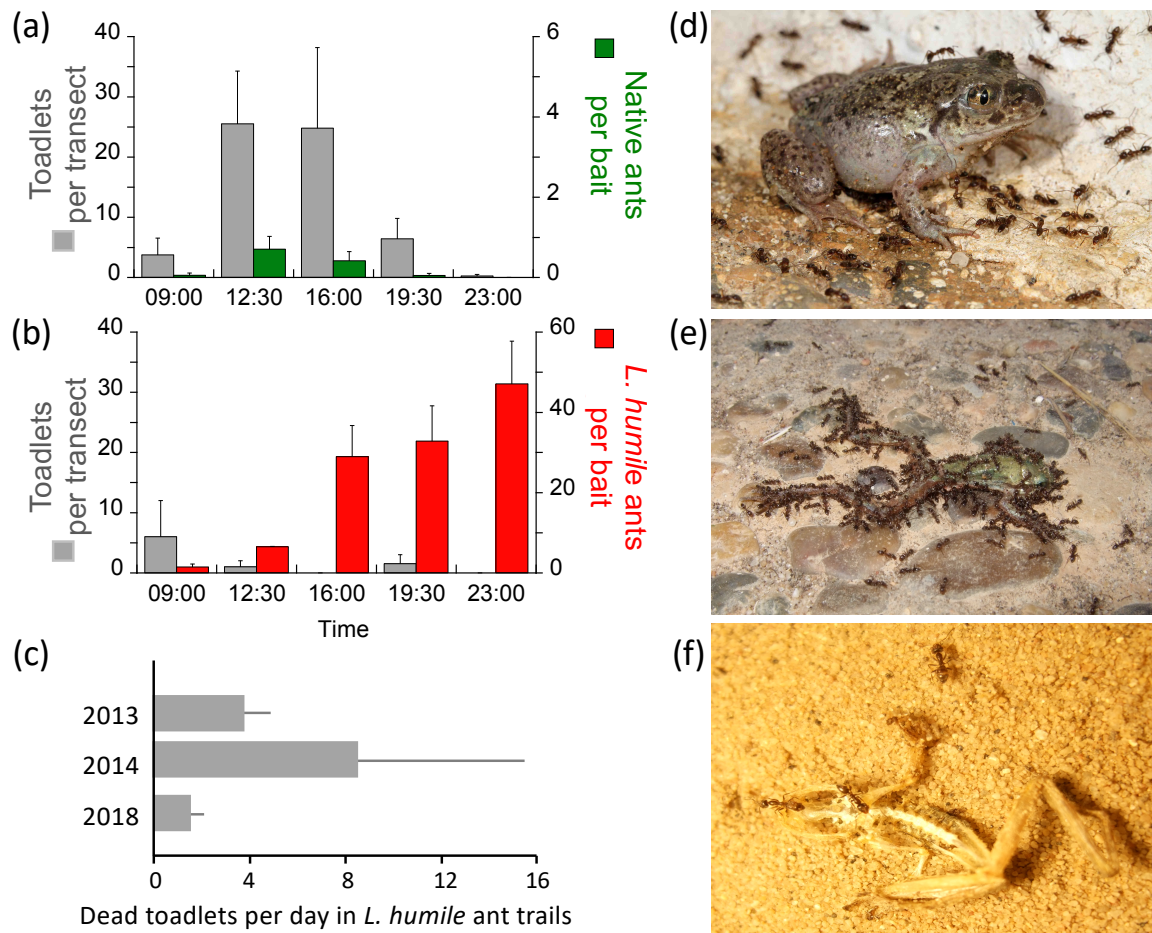 (a)
40
30
20
10
0
Toadlets
per transect
6
4
2
0
Native ants
per bait
09:00 12:30 16:00 19:30 23:00
(b)
40
30
20
10
0
Toadlets
per transect
60
40
20
0
L. humile ants
per bait
09:00 12:30 16:00 19:30 23:00
Time
(c)
2013
2014
2018
0 4 8 12 16
Dead toadlets per day in L. humile ant trails
(d)
(e)
(f)